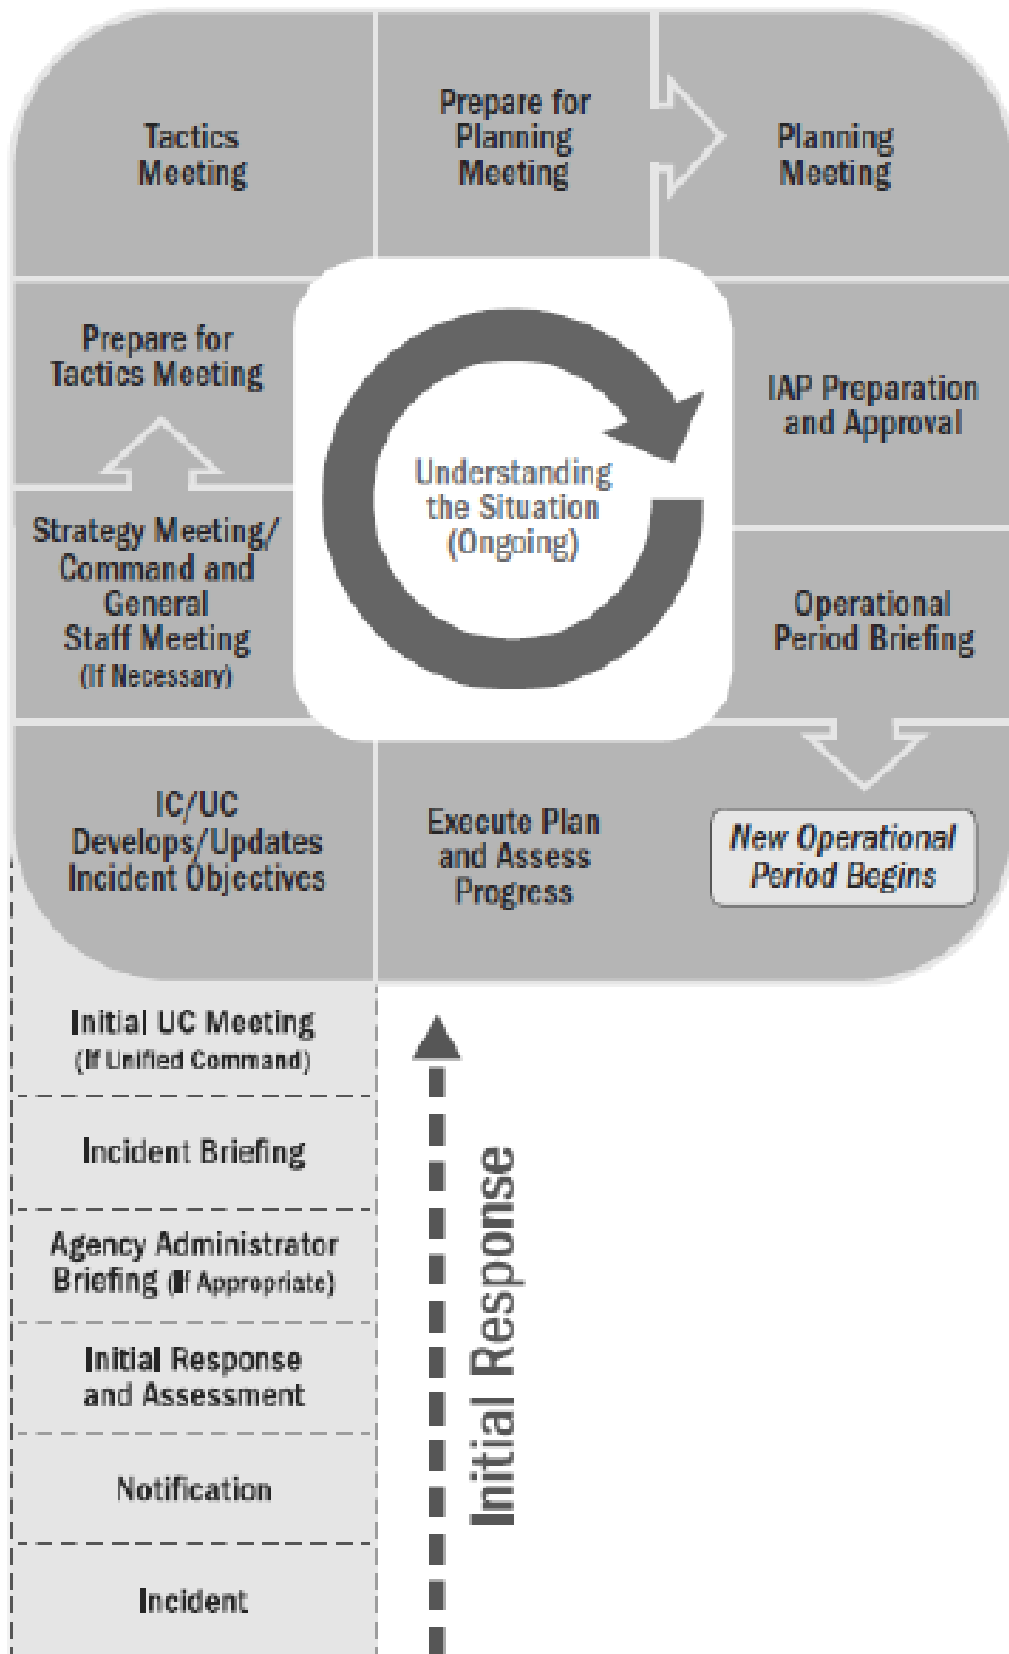 Tactics
Meeting
Prepare for
Planning
Meeting
Planning
Meeting
Prepare for
Tactics Meeting
IAP Preparation
and Approval
Understanding
the Situation
(Ongoing)
Strategy Meeting/
Command and
General
Staff Meeting
(If Necessary)
Operational
Period Briefing
IC/UC
Develops/Updates
Incident Objectives
Execute Plan
and Assess
Progress
New Operational
Period Begins
Initial UC Meeting
(If Unified Command)
Incident Briefing
Agency Administrator
Briefing (If Appropriate)
Initial Response
and Assessment
Notification
Incident
Initial Response